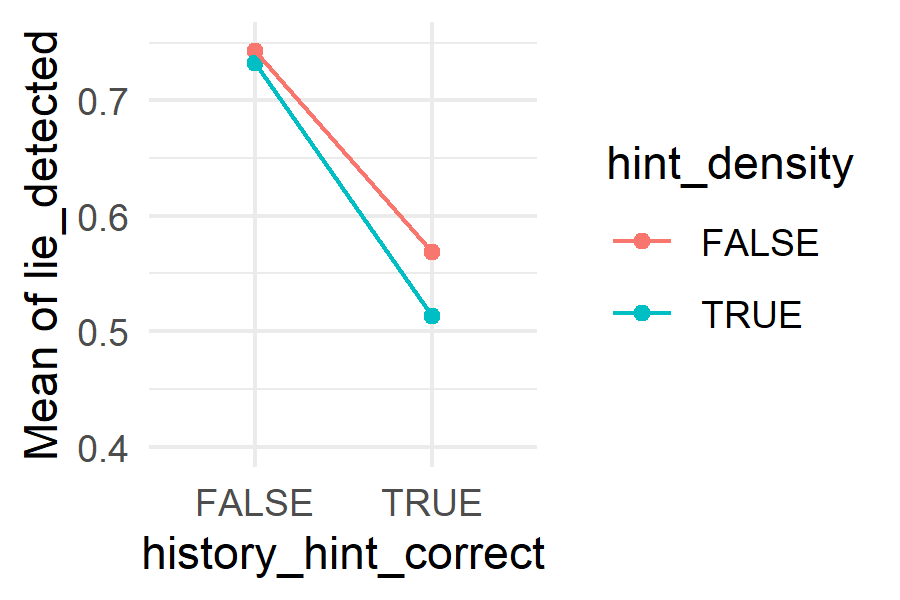 Mean of lie_detected
0.7
0.6
0.5
0.4
FALSE TRUE
history_hint_correct
hint_density
FALSE
TRUE